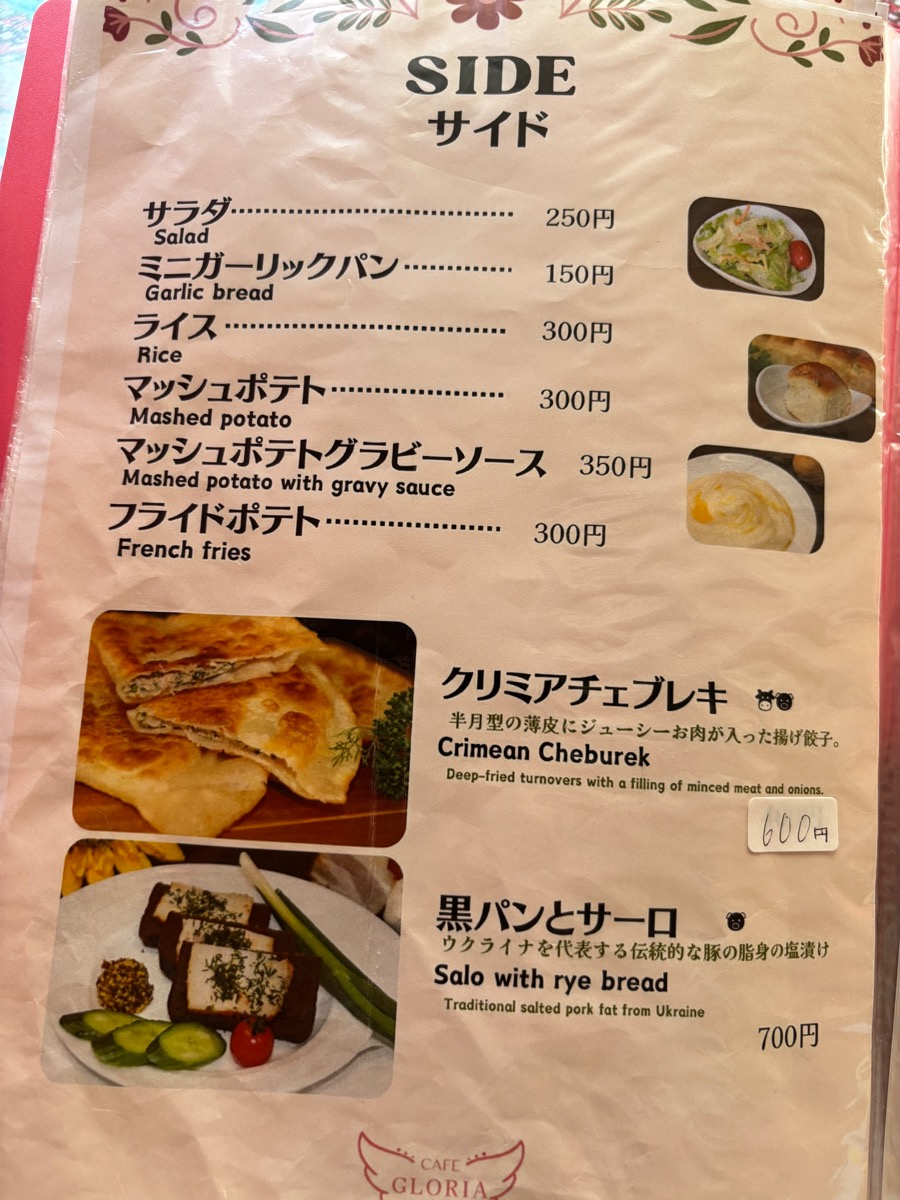 SIDE
サイド
サラダ 250円
Salad
ミニガーリックパン 150円
Garlic bread
ライス 300円
Rice
マッシュポテト 300円
Mashed potato
マッシュポテトグラビーソース 350円
Mashed potato with gravy sauce
フライドポテト 300円
French fries
クリミアチェブレキ
半月型の薄皮にジューシーお肉が入った揚げ餃子。
Crimean Cheburek
Deep-fried turnovers with a filling of minced meat and onions.
600円
黒パンとサーロ
ウクライナを代表する伝統的な豚の脂身の塩漬け
Salo with rye bread
Traditional salted pork fat from Ukraine
700円
CAFE
GLORIA